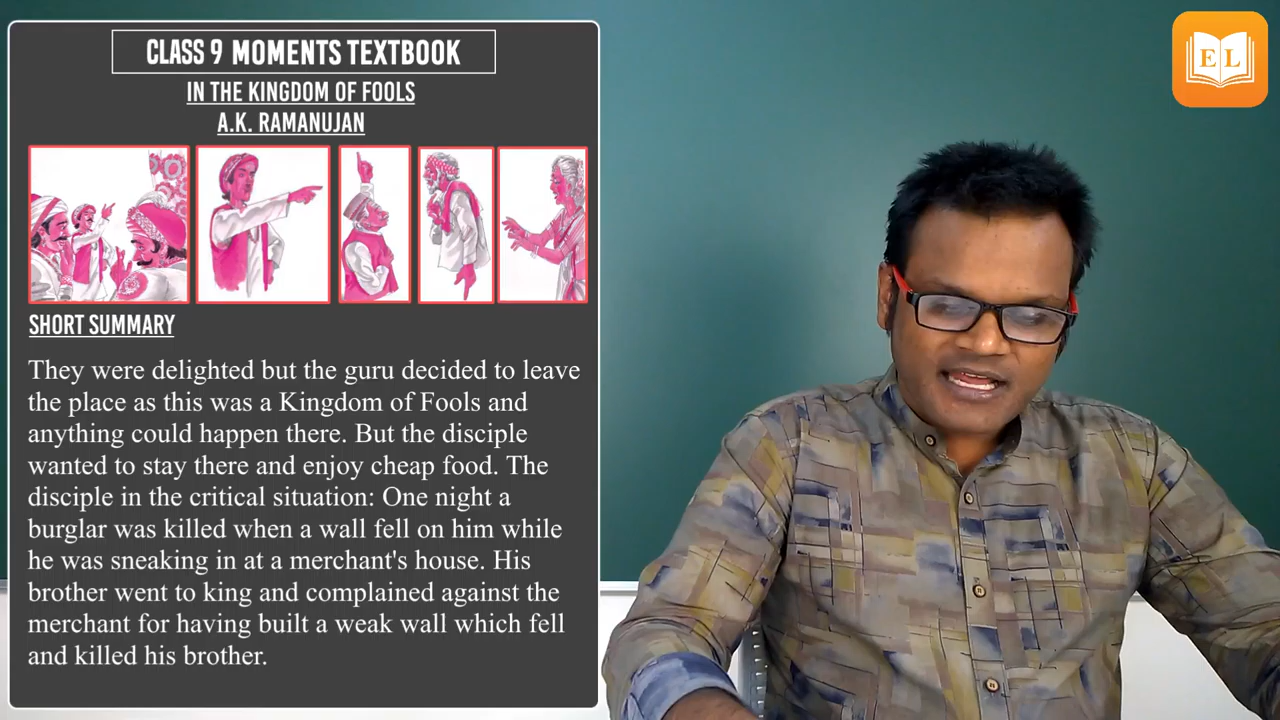 CLASS 9 MOMENTS TEXTBOOK
IN THE KINGDOM OF FOOLS
A.K. RAMANUJAN
SHORT SUMMARY
They were delighted but the guru decided to leave
the place as this was a Kingdom of Fools and
anything could happen there. But the disciple
wanted to stay there and enjoy cheap food. The
disciple in the critical situation: One night a
burglar was killed when a wall fell on him while
he was sneaking in at a merchant's house. His
brother went to king and complained against the
merchant for having built a weak wall which fell
and killed his brother.
EL